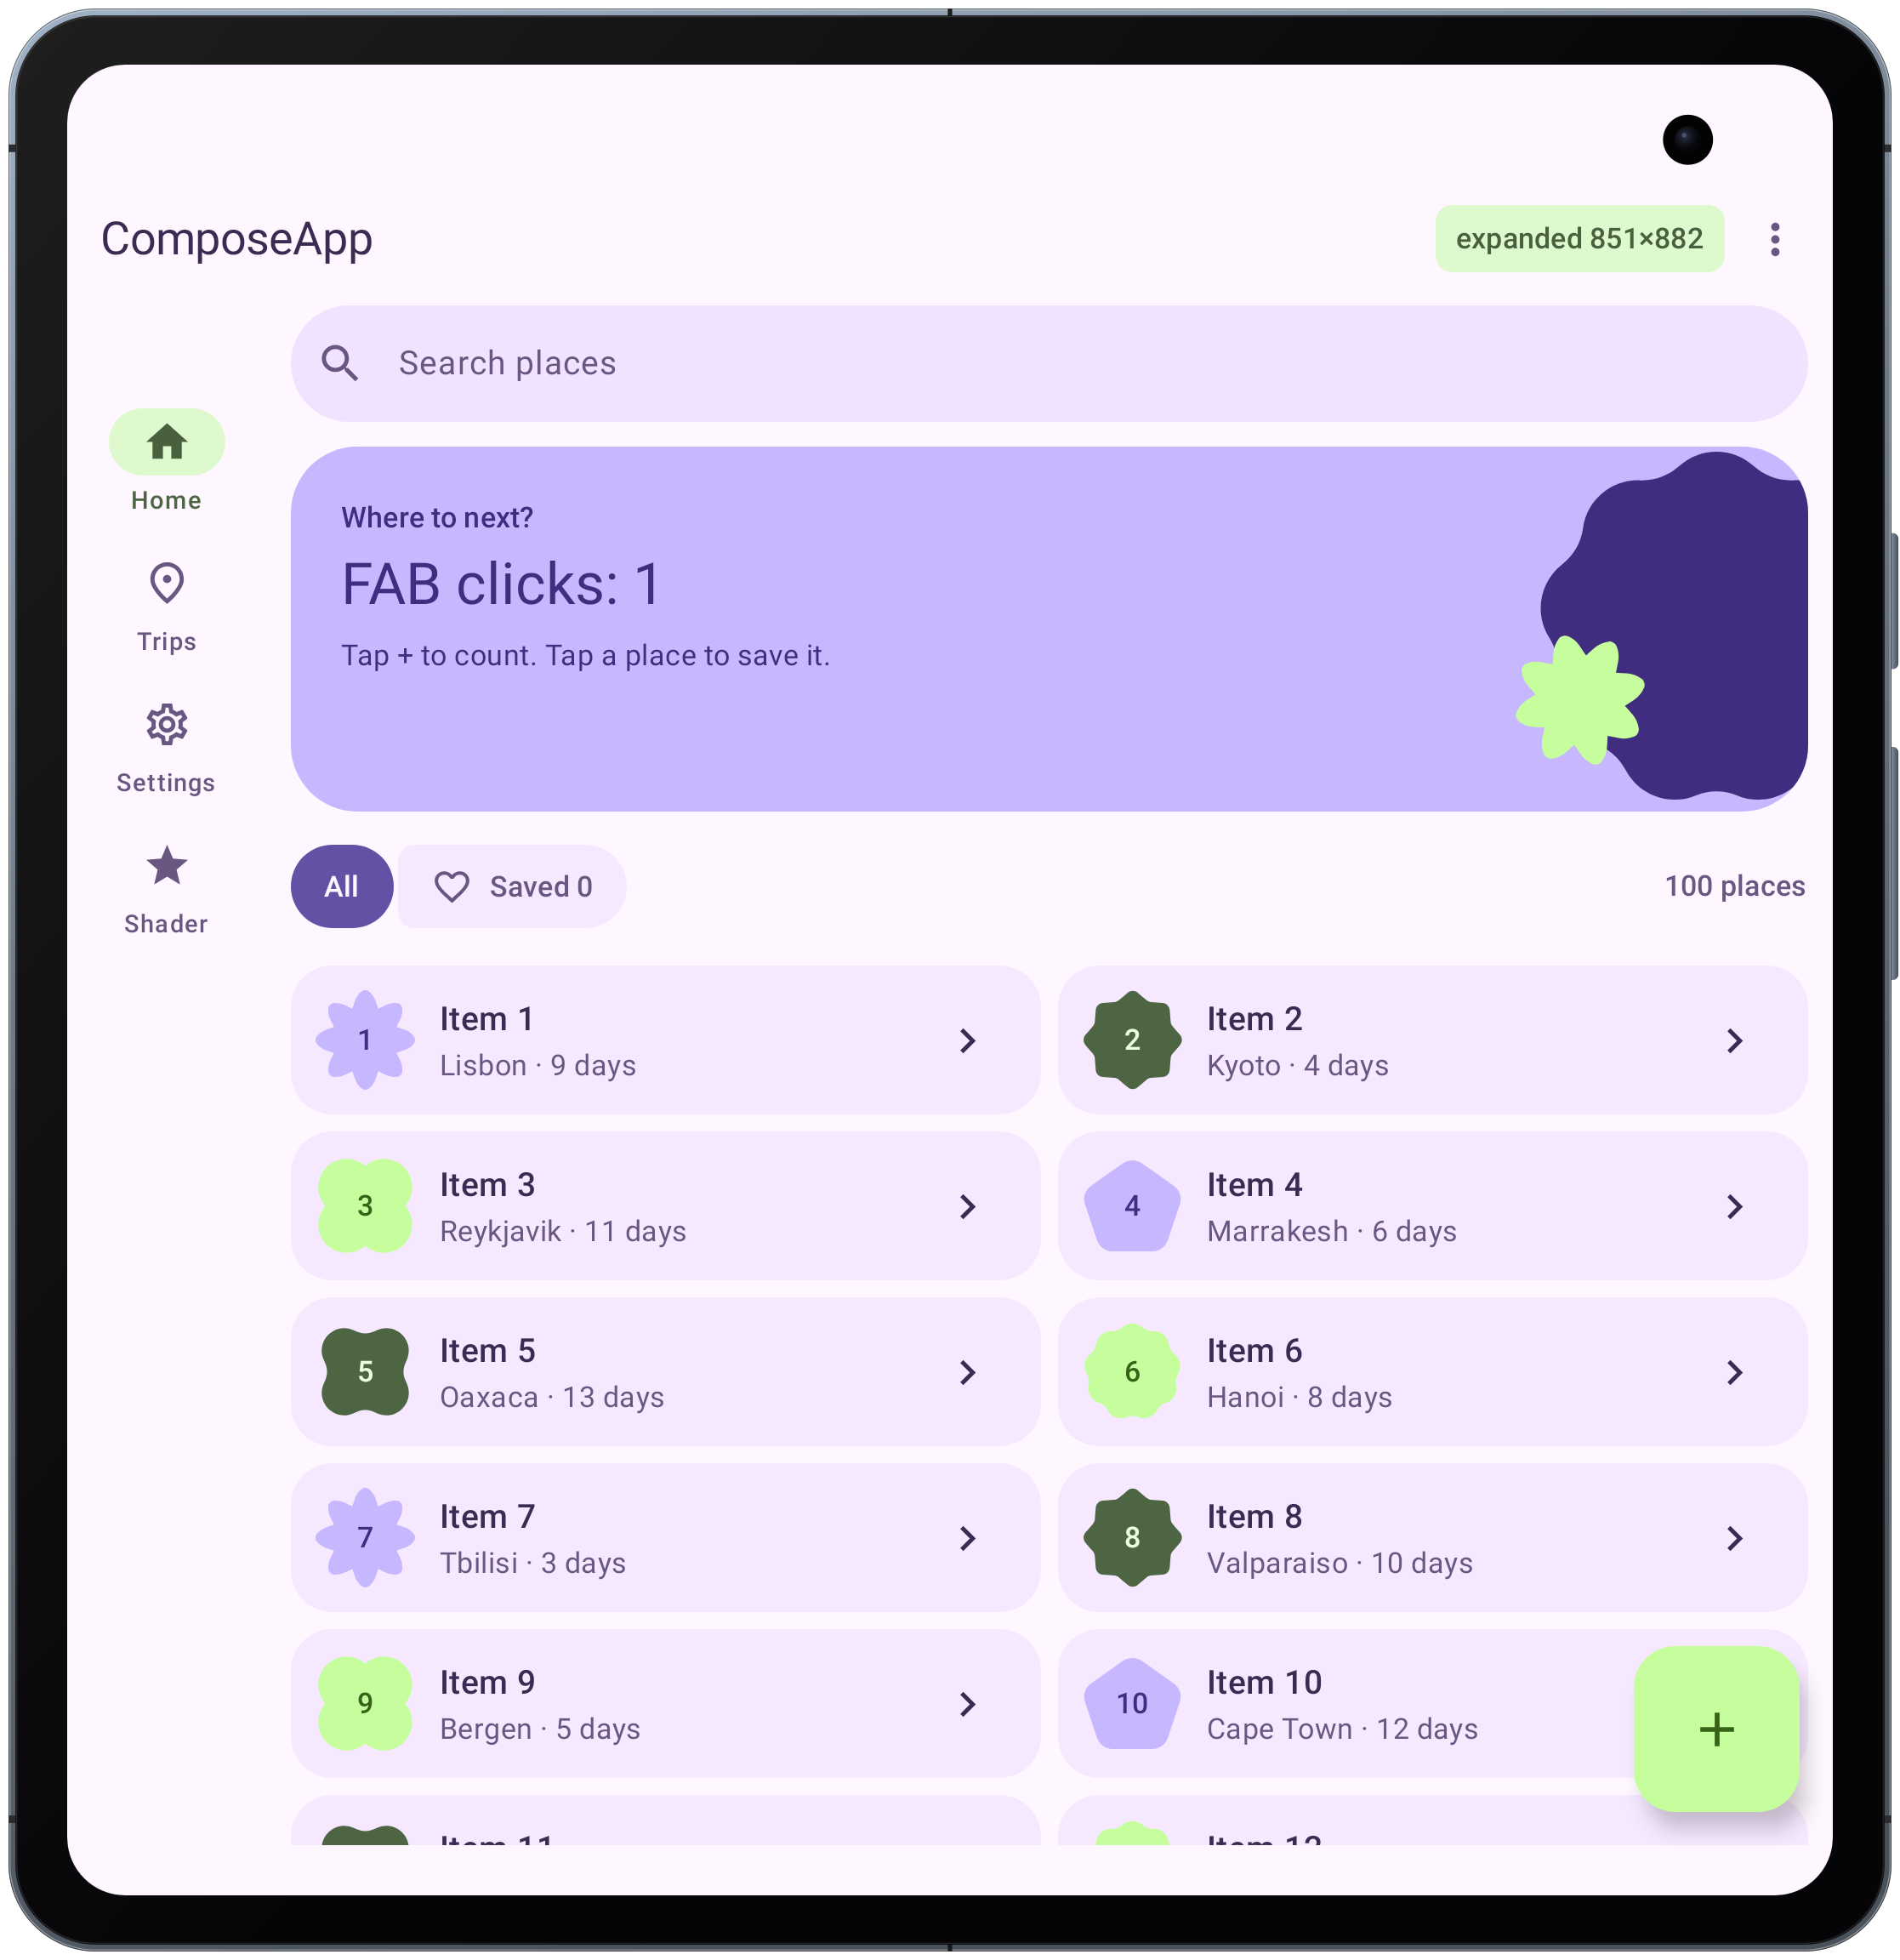 ComposeApp
expanded 851×882
Search places
Home
Trips
Settings
Shader
Where to next?
FAB clicks: 1
Tap + to count. Tap a place to save it.
All
Saved 0
100 places
1
Item 1
Lisbon · 9 days
2
Item 2
Kyoto · 4 days
3
Item 3
Reykjavik · 11 days
4
Item 4
Marrakesh · 6 days
5
Item 5
Oaxaca · 13 days
6
Item 6
Hanoi · 8 days
7
Item 7
Tbilisi · 3 days
8
Item 8
Valparaiso · 10 days
9
Item 9
Bergen · 5 days
10
Item 10
Cape Town · 12 days
+
Item 11
Item 12